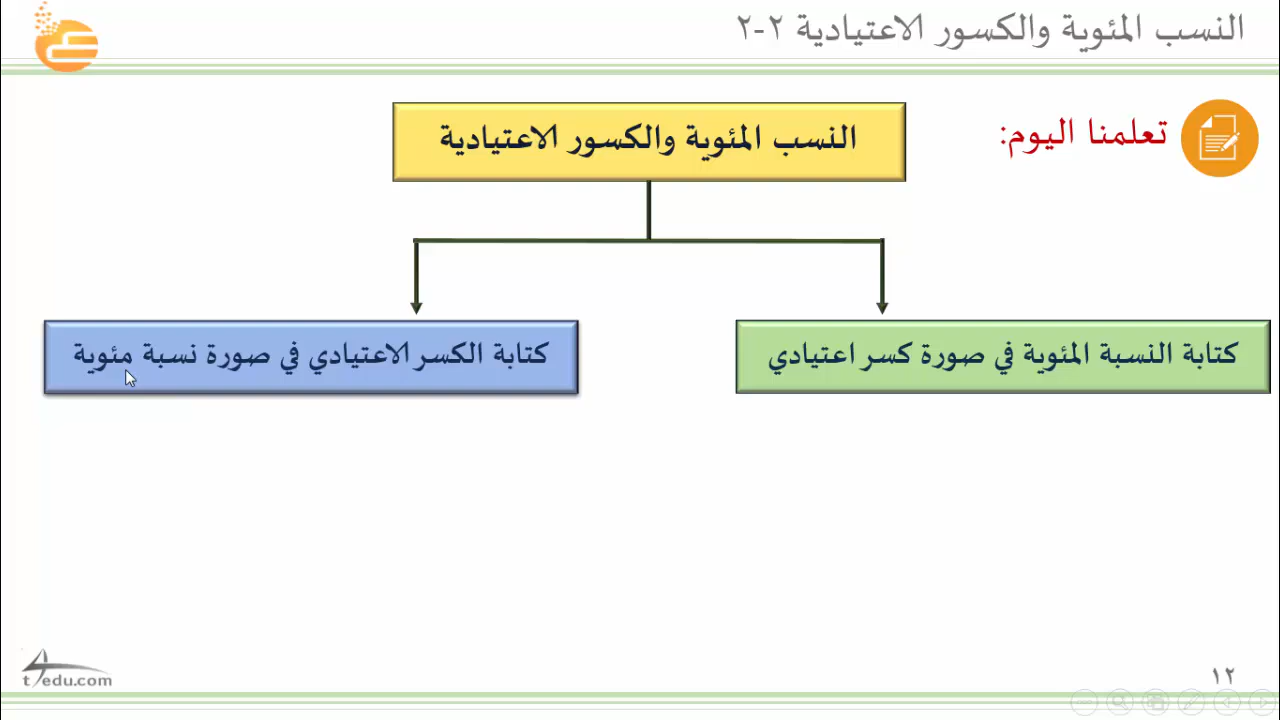 النسب المئوية والكسور الاعتيادية ٢-٢
تعلمنا اليوم:
النسب المئوية والكسور الاعتيادية
كتابة النسبة المئوية في صورة كسر اعتيادي
كتابة الكسر الاعتيادي في صورة نسبة مئوية
t4edu.com
١٢